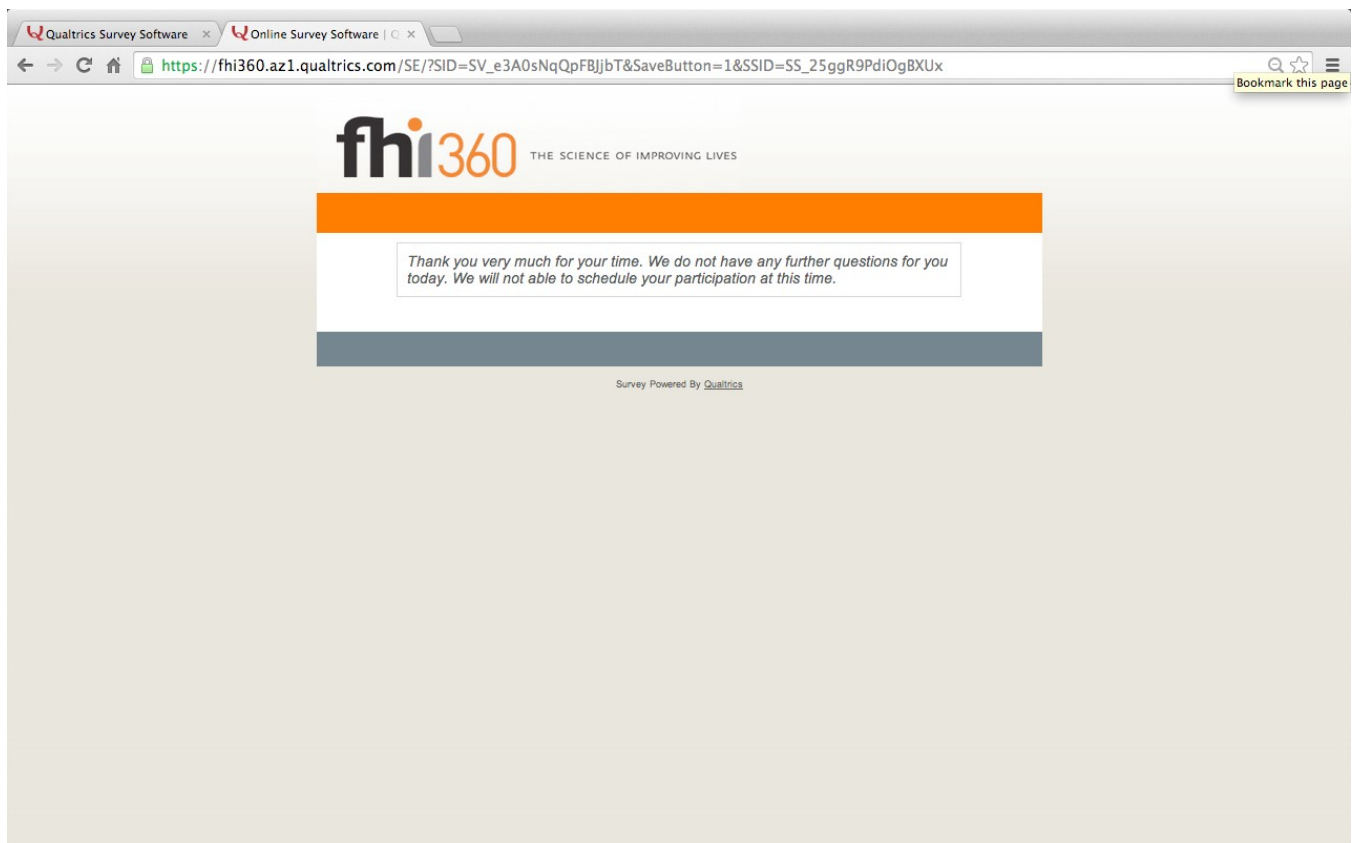 Qualtrics Survey Software
Online Survey Software | Q
https://fhi360.az1.qualtrics.com/SE/?SID=SV_e3A0sNqQpFBJjbT&SaveButton=1&SSID=SS_25ggR9PdiOgBXUx
Bookmark this page
fhi360 THE SCIENCE OF IMPROVING LIVES
Thank you very much for your time. We do not have any further questions for you
today. We will not able to schedule your participation at this time.
Survey Powered By Qualtrics